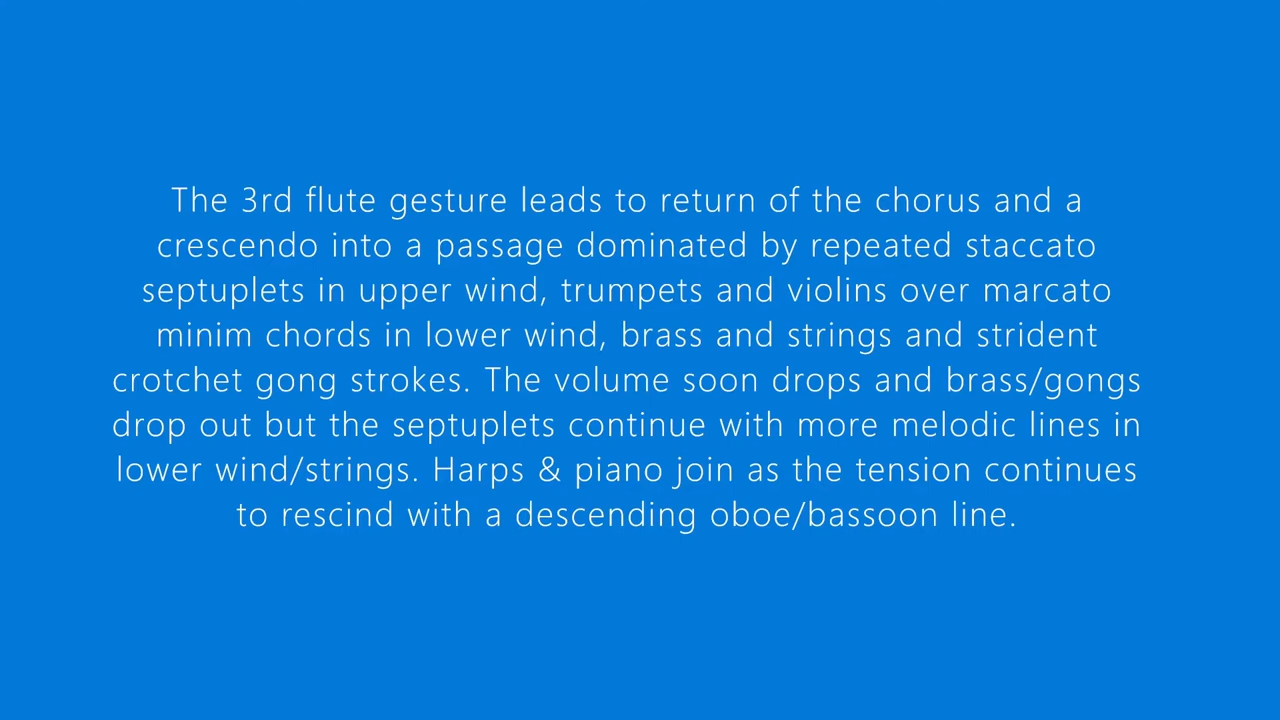 The 3rd flute gesture leads to return of the chorus and a
crescendo into a passage dominated by repeated staccato
septuplets in upper wind, trumpets and violins over marcato
minim chords in lower wind, brass and strings and strident
crotchet gong strokes. The volume soon drops and brass/gongs
drop out but the septuplets continue with more melodic lines in
lower wind/strings. Harps & piano join as the tension continues
to rescind with a descending oboe/bassoon line.